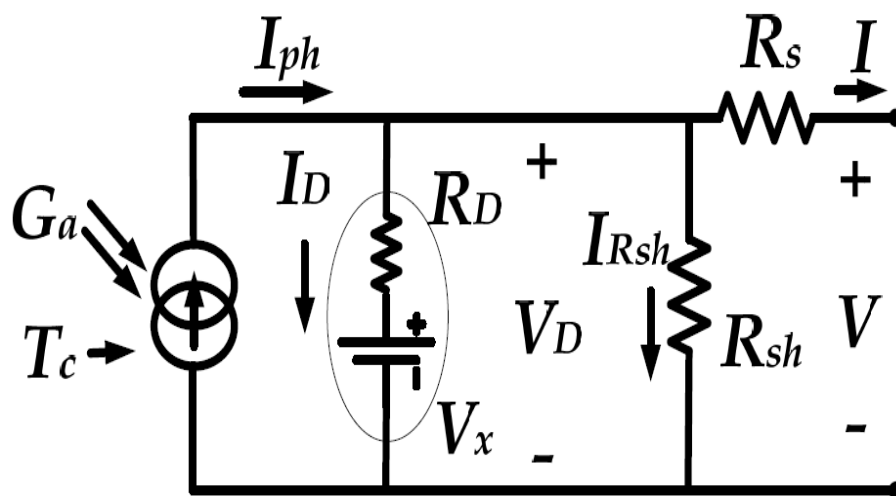 Iph
Rs
I
+
+
ID
RD
Ga
IRsh
+
VD
V
Tc
Rsh
-
Vx
-
-